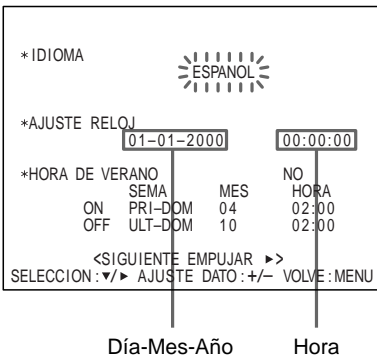 *IDIOMA
ESPANOL
*AJUSTE RELOJ
01–01–2000 00:00:00
*HORA DE VERANO NO
SEMA MES HORA
ON PRI–DOM 04 02:00
OFF ULT–DOM 10 02:00
<SIGUIENTE EMPUJAR ►>
SELECCION:▼/► AJUSTE DATO:+/– VOLVE:MENU
Día-Mes-Año Hora